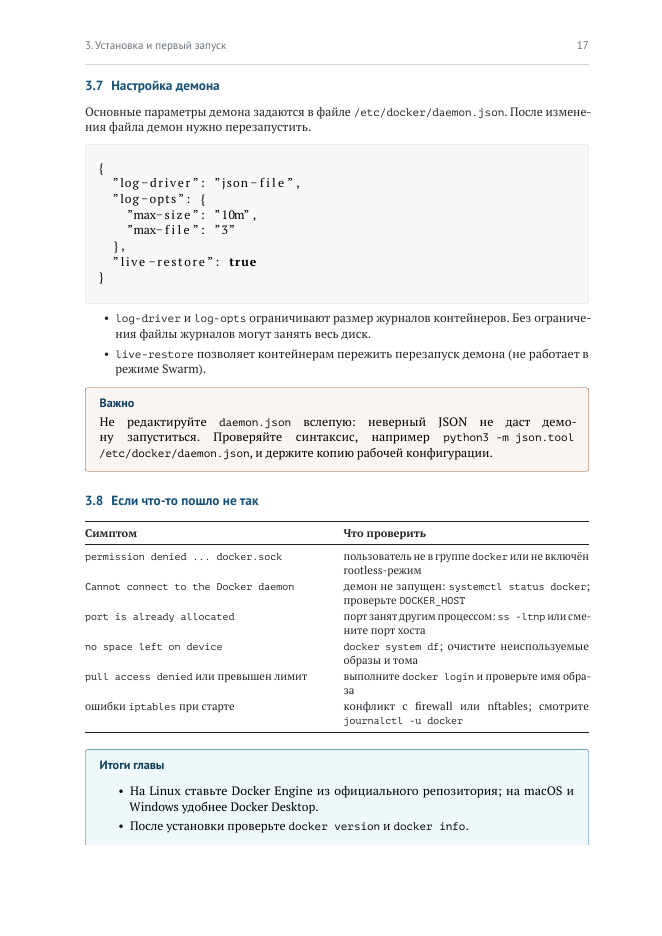 3. Установка и первый запуск 17
3.7 Настройка демона
Основные параметры демона задаются в файле /etc/docker/daemon.json. После измене-
ния файла демон нужно перезапустить.
{
"log-driver": "json-file",
"log-opts": {
"max-size": "10m",
"max-file": "3"
},
"live-restore": true
}
• log-driver и log-opts ограничивают размер журналов контейнеров. Без ограниче-
ния файлы журналов могут занять весь диск.
• live-restore позволяет контейнерам пережить перезапуск демона (не работает в
режиме Swarm).
Важно
Не редактируйте daemon.json вслепую: неверный JSON не даст демо-
ну запуститься. Проверяйте синтаксис, например python3 -m json.tool
/etc/docker/daemon.json, и держите копию рабочей конфигурации.
3.8 Если что-то пошло не так
Симптом Что проверить
permission denied ... docker.sock пользователь не в группе docker или не включён
rootless-режим
Cannot connect to the Docker daemon демон не запущен: systemctl status docker;
проверьте DOCKER_HOST
port is already allocated порт занят другим процессом: ss -ltnp или сме-
ните порт хоста
no space left on device docker system df; очистите неиспользуемые
образы и тома
pull access denied или превышен лимит выполните docker login и проверьте имя обра-
за
ошибки iptables при старте конфликт с firewall или nftables; смотрите
journalctl -u docker
Итоги главы
• На Linux ставьте Docker Engine из официального репозитория; на macOS и
Windows удобнее Docker Desktop.
• После установки проверьте docker version и docker info.